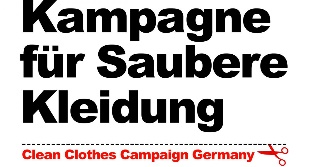 Kampagne
für Saubere
Kleidung
Clean Clothes Campaign Germany